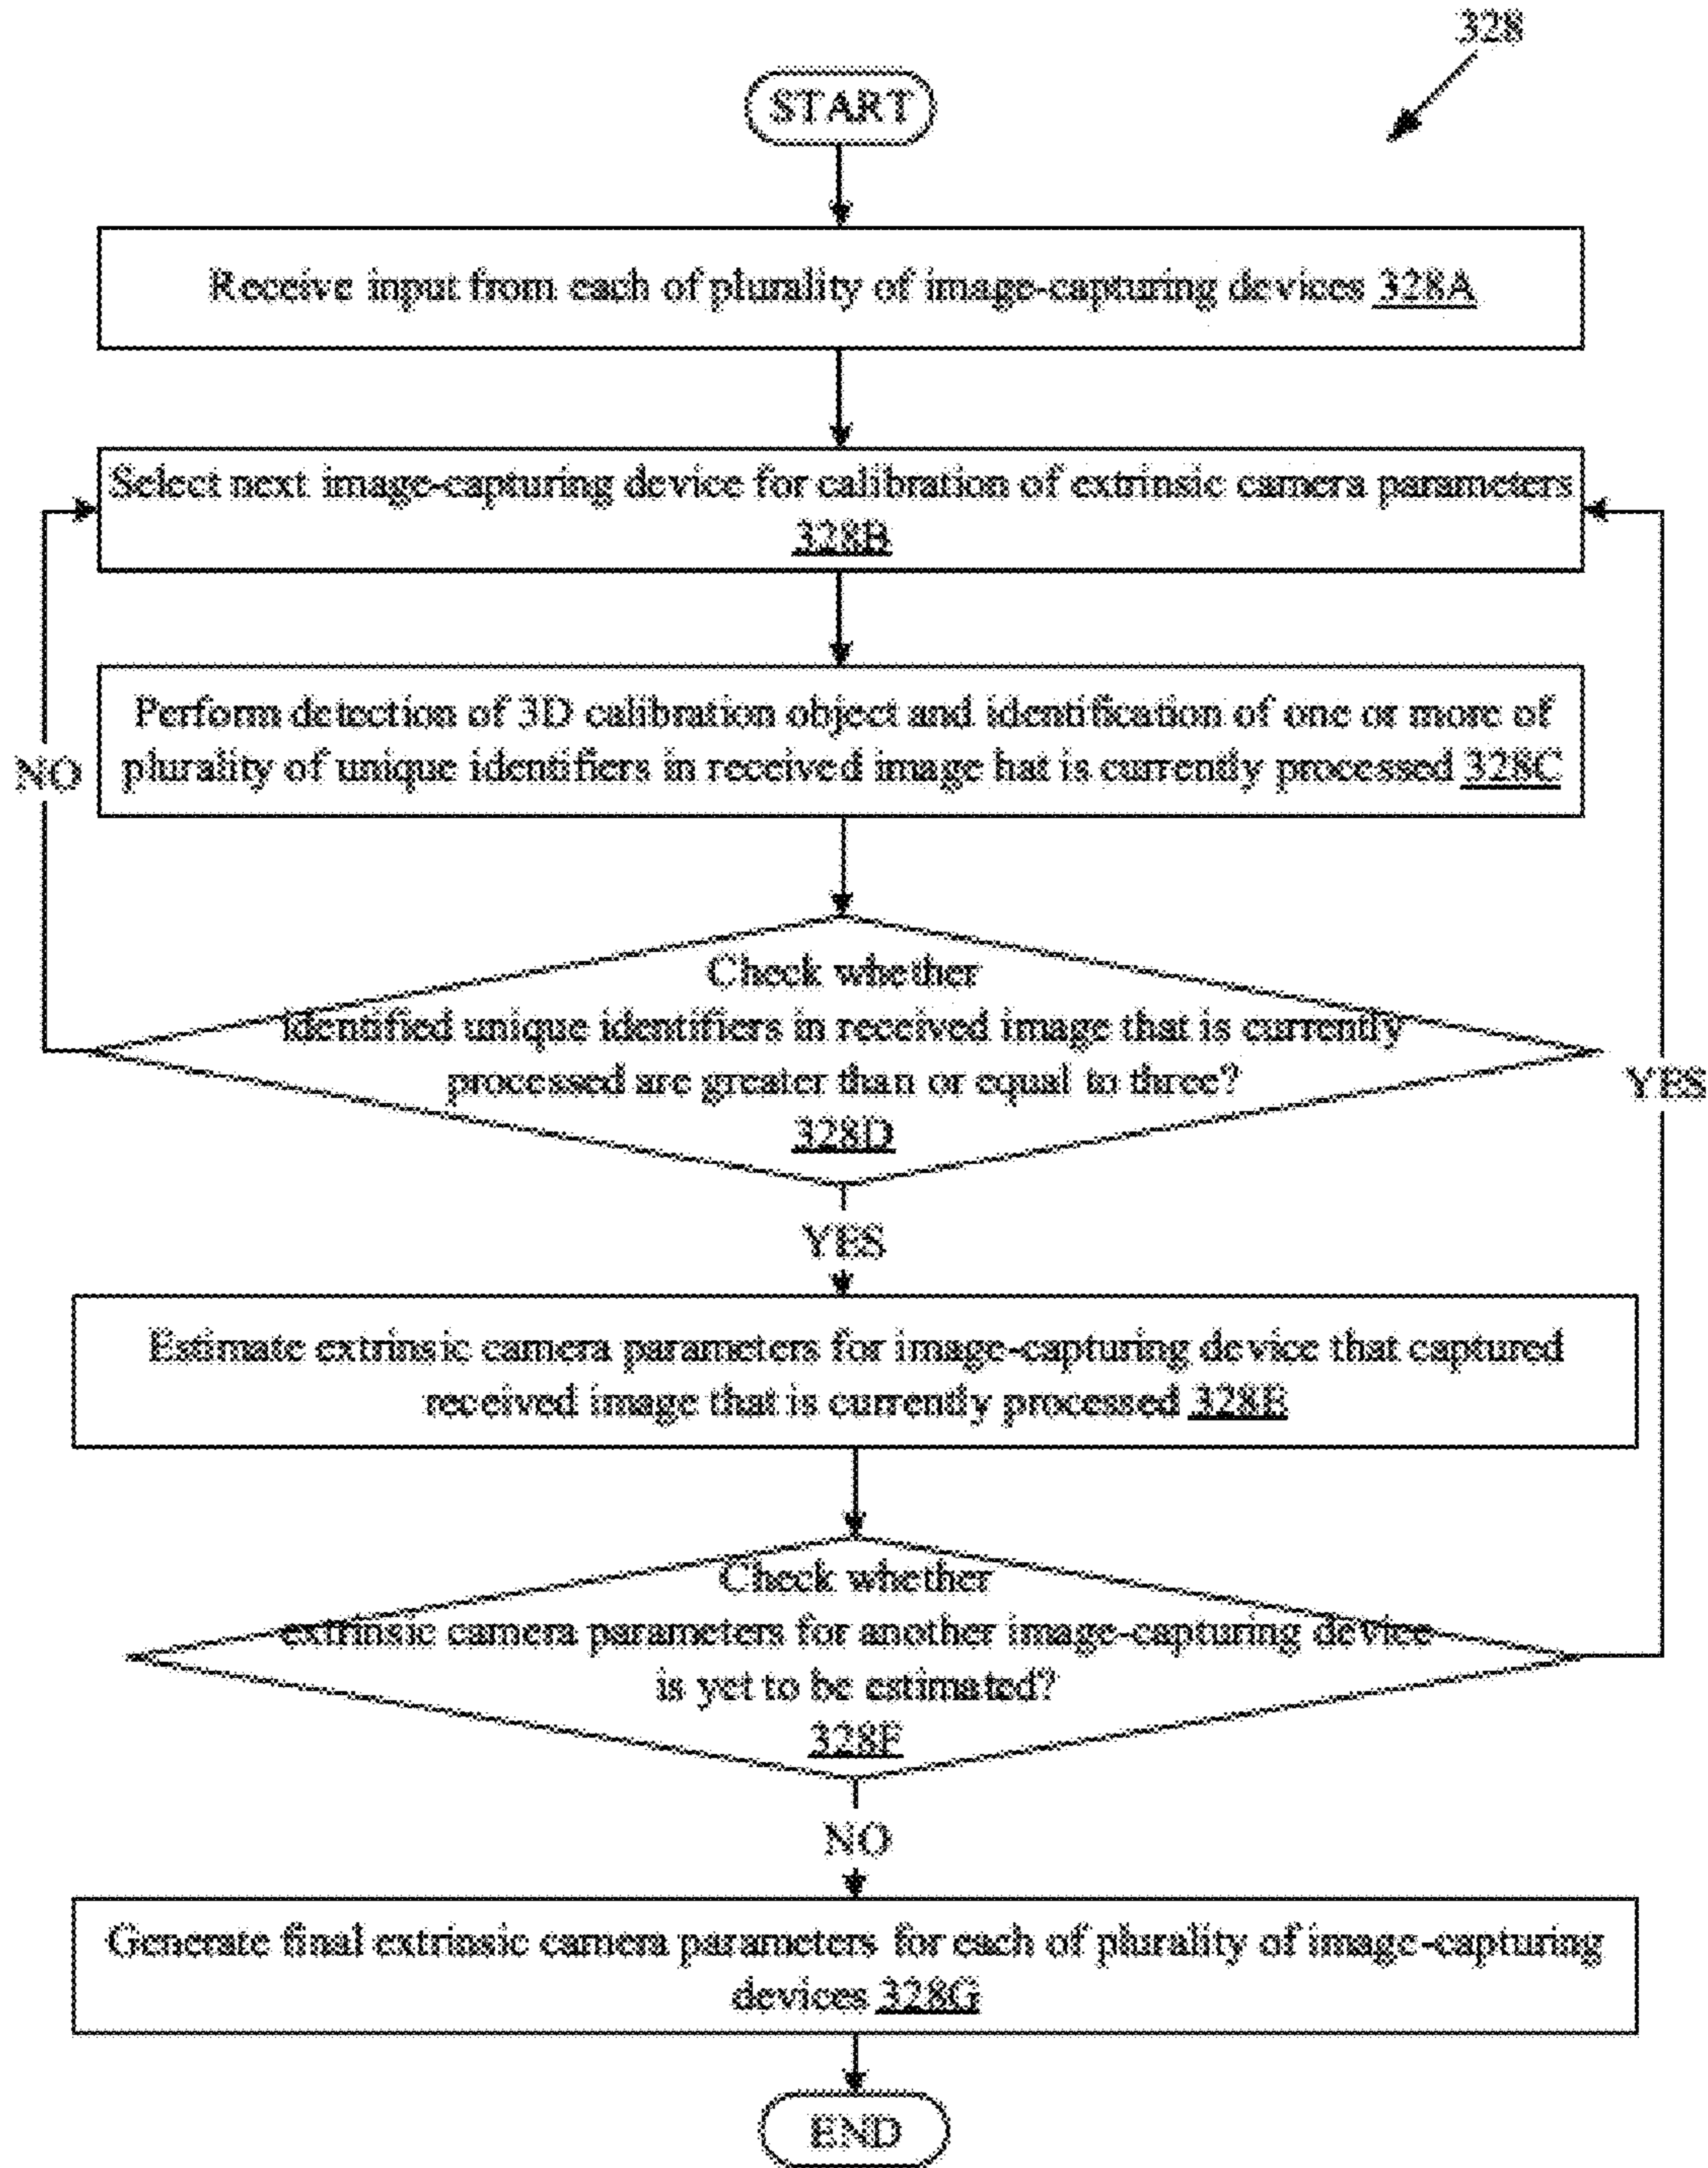 328
START
Receive input from each of plurality of image-capturing devices 328A
Select next image-capturing device for calibration of extrinsic camera parameters
328B
Perform detection of 3D calibration object and identification of one or more of
plurality of unique identifiers in received image hat is currently processed 328C
NO
Check whether
identified unique identifiers in received image that is currently
processed are greater than or equal to three?
328D
YES
YES
Estimate extrinsic camera parameters for image-capturing device that captured
received image that is currently processed 328E
Check whether
extrinsic camera parameters for another image-capturing device
is yet to be estimated?
328F
NO
Generate final extrinsic camera parameters for each of plurality of image-capturing
devices 328G
END